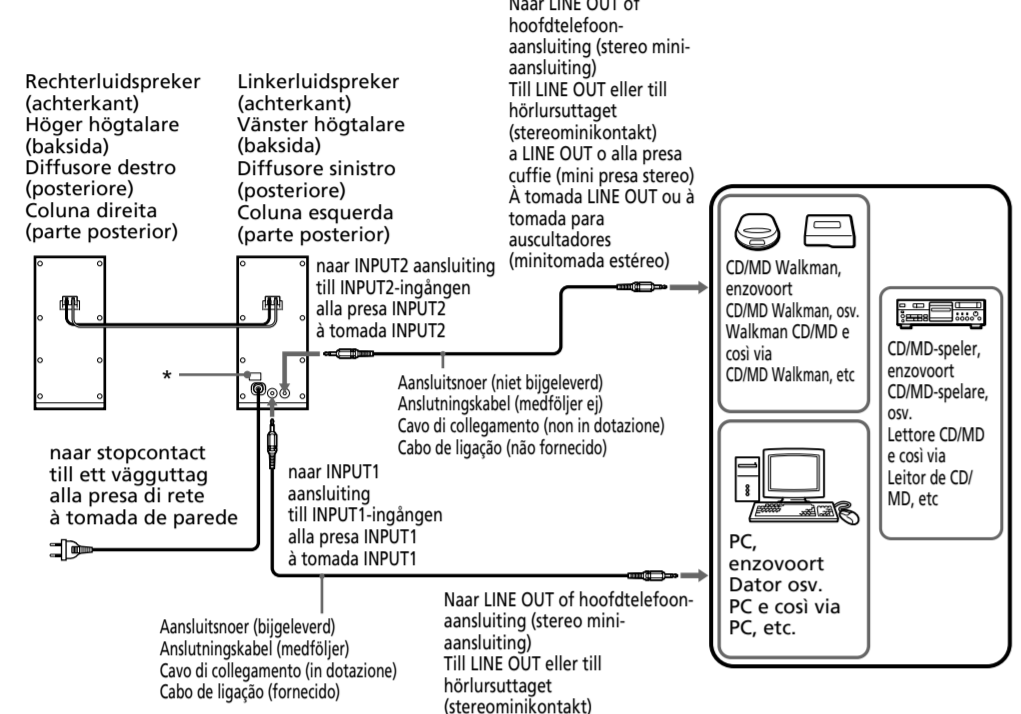 Naar LINE OUT of
hoofdtelefoon-
aansluiting (stereo mini-
aansluiting)
Till LINE OUT eller till
hörlursuttaget
(stereominikontakt)
a LINE OUT o alla presa
cuffie (mini presa stereo)
À tomada LINE OUT ou à
tomada para
auscultadores
(minitomada estéreo)
Rechterluidspreker
(achterkant)
Höger högtalare
(baksida)
Diffusore destro
(posteriore)
Coluna direita
(parte posterior)
Linkerluidspreker
(achterkant)
Vänster högtalare
(baksida)
Diffusore sinistro
(posteriore)
Coluna esquerda
(parte posterior)
naar INPUT2 aansluiting
till INPUT2-ingången
alla presa INPUT2
à tomada INPUT2
CD/MD Walkman,
enzovoort
CD/MD Walkman, osv.
Walkman CD/MD e
così via
CD/MD Walkman, etc
CD/MD-speler,
enzovoort
CD/MD-spelare,
osv.
Lettore CD/MD
e così via
Leitor de CD/
MD, etc
*
Aansluitsnoer (niet bijgeleverd)
Anslutningskabel (medföljer ej)
Cavo di collegamento (non in dotazione)
Cabo de ligação (não fornecido)
naar stopcontact
till ett vägguttag
alla presa di rete
à tomada de parede
naar INPUT1
aansluiting
till INPUT1-ingången
alla presa INPUT1
à tomada INPUT1
PC,
enzovoort
Dator osv.
PC e così via
PC, etc.
Aansluitsnoer (bijgeleverd)
Anslutningskabel (medföljer)
Cavo di collegamento (in dotazione)
Cabo de ligação (fornecido)
Naar LINE OUT of hoofdtelefoon-
aansluiting (stereo mini-
aansluiting)
Till LINE OUT eller till
hörlursuttaget
(stereominikontakt)